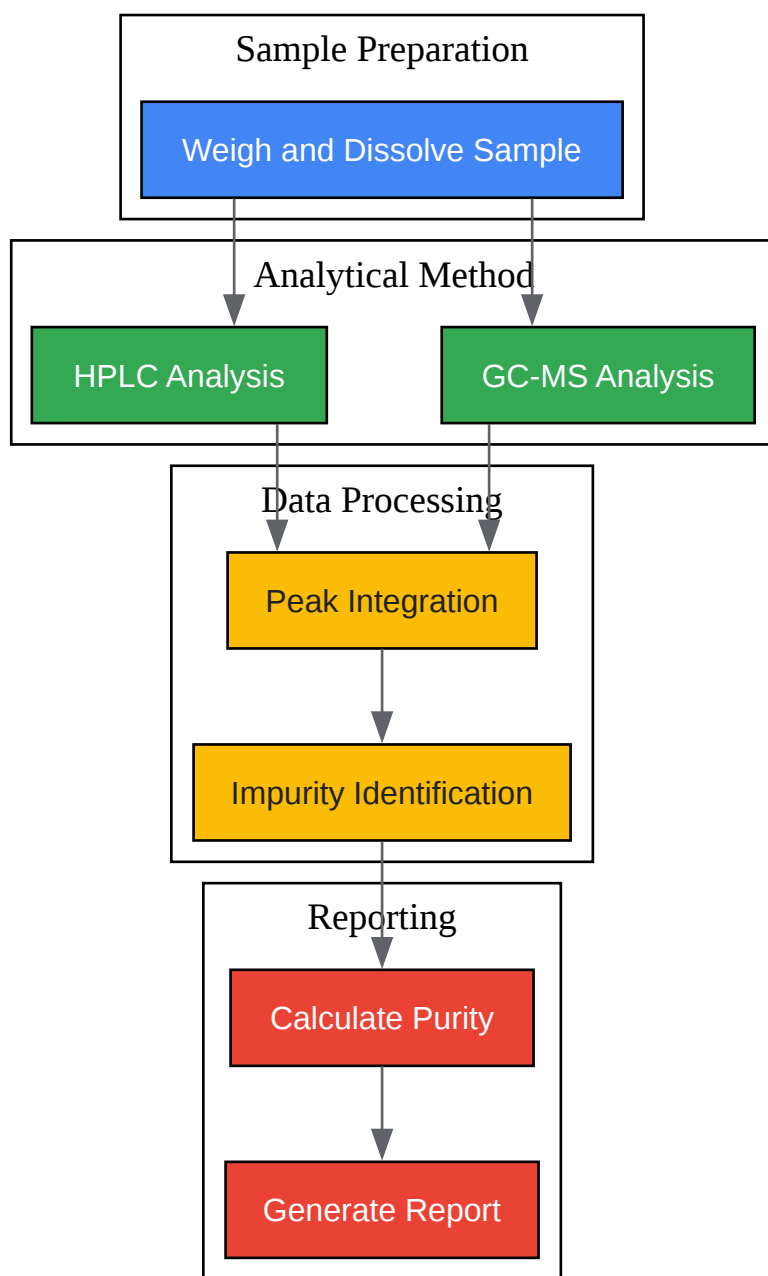 Sample Preparation
Weigh and Dissolve Sample
Analytical Method
HPLC Analysis
GC-MS Analysis
Data Processing
Peak Integration
Impurity Identification
Reporting
Calculate Purity
Generate Report